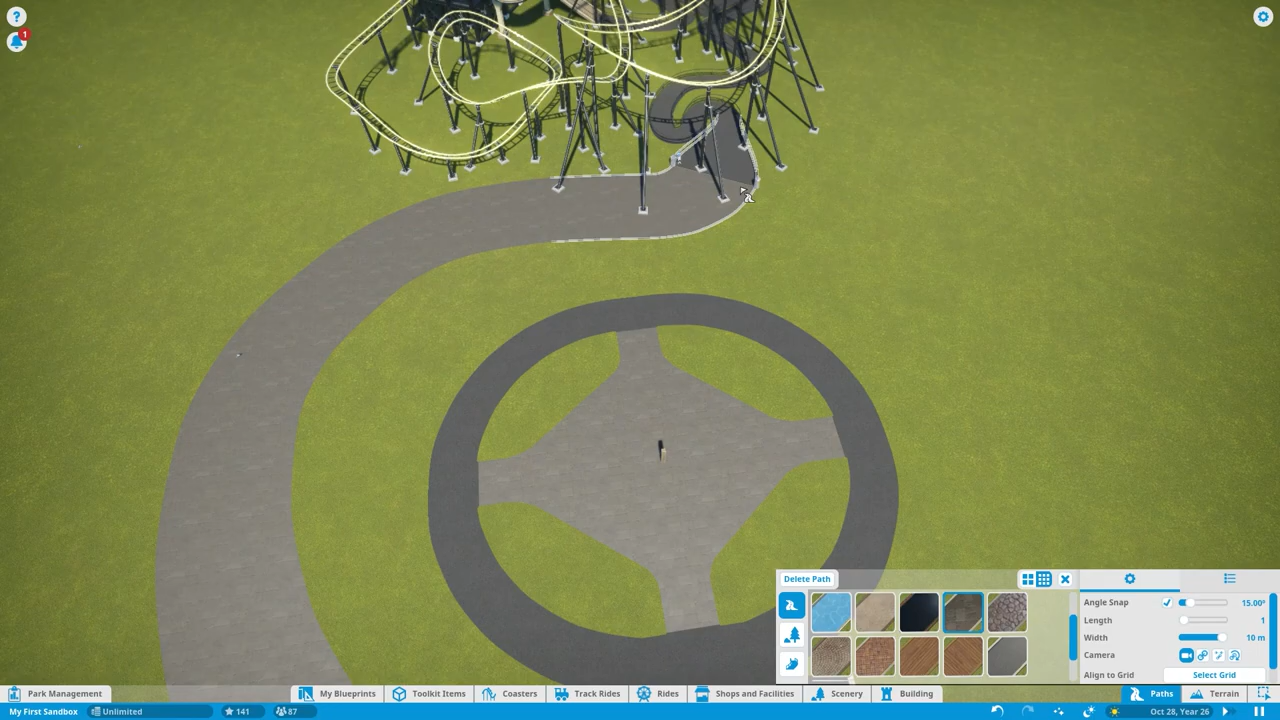 ?
1
Delete Path
Angle Snap 15.00°
Length 1
Width 10 m
Camera
Align to Grid Select Grid
Park Management My Blueprints Toolkit Items Coasters Track Rides Rides Shops and Facilities Scenery Building Paths Terrain
My First Sandbox Unlimited 141 87 Oct 28, Year 26